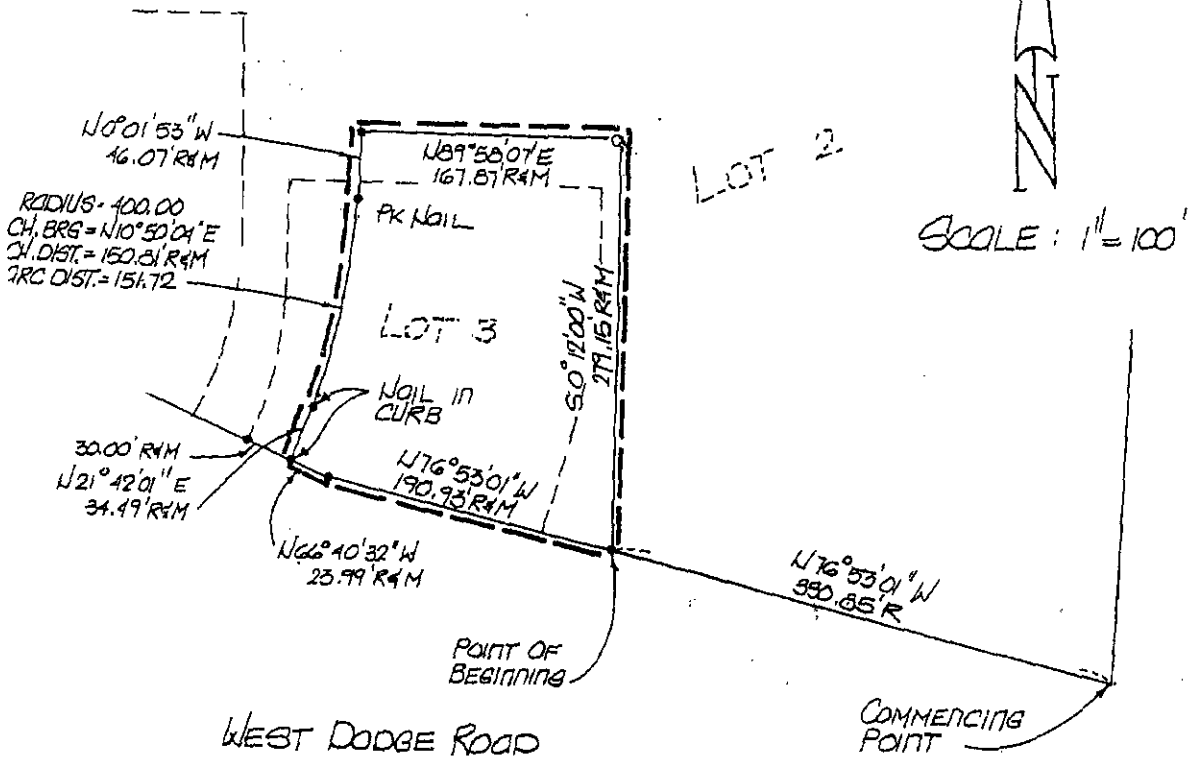 N
SCALE : 1"=100'
N0°01'53"W
46.07'R&M
N89°58'07"E
167.87'R&M
LOT 2
RADIUS= 400.00
CH. BRG = N10°50'04"E
CH. DIST.= 150.81'R&M
ARC DIST.= 151.72
PK NAIL
LOT 3
S0°12'00"W
279.15'R&M
NAIL IN
CURB
30.00'R&M
N21°42'01"E
34.49'R&M
N76°53'01"W
190.93'R&M
N66°40'32"W
23.99'R&M
N76°53'01"W
POINT OF
BEGINNING
COMMENCING
POINT
WEST DODGE ROAD